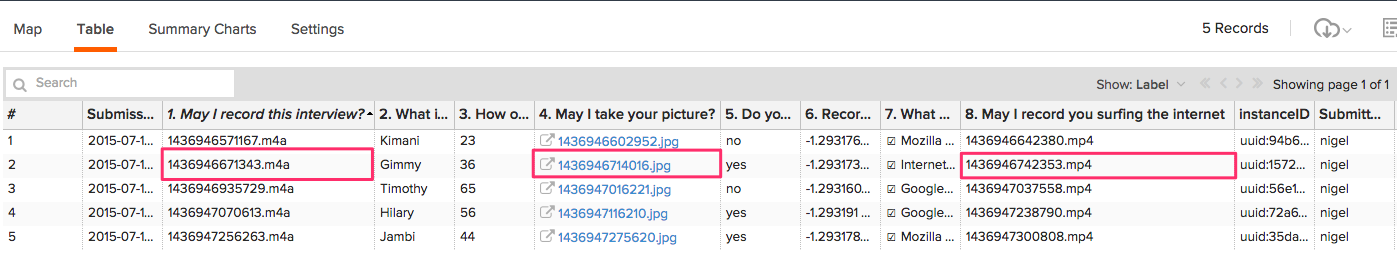 Map Table Summary Charts Settings 5 Records
Search Show: Label Showing page 1 of 1
# Submiss... 1. May I record this interview? 2. What i... 3. How o... 4. May I take your picture? 5. Do yo... 6. Recor... 7. What ... 8. May I record you surfing the internet instanceID Submitt...
1 2015-07-1... 1436946571167.m4a Kimani 23 1436946602952.jpg no -1.293176... Mozilla ... 1436946642380.mp4 uuid:94b6... nigel
2 2015-07-1... 1436946671343.m4a Gimmy 36 1436946714016.jpg yes -1.293173... Internet... 1436946742353.mp4 uuid:1572... nigel
3 2015-07-1... 1436946935729.m4a Timothy 65 1436947016221.jpg no -1.293160... Google... 1436947037558.mp4 uuid:56e1... nigel
4 2015-07-1... 1436947070613.m4a Hilary 56 1436947116210.jpg yes -1.293191... Google... 1436947238790.mp4 uuid:72a6... nigel
5 2015-07-1... 1436947256263.m4a Jambi 44 1436947275620.jpg yes -1.293178... Mozilla ... 1436947300808.mp4 uuid:35da... nigel